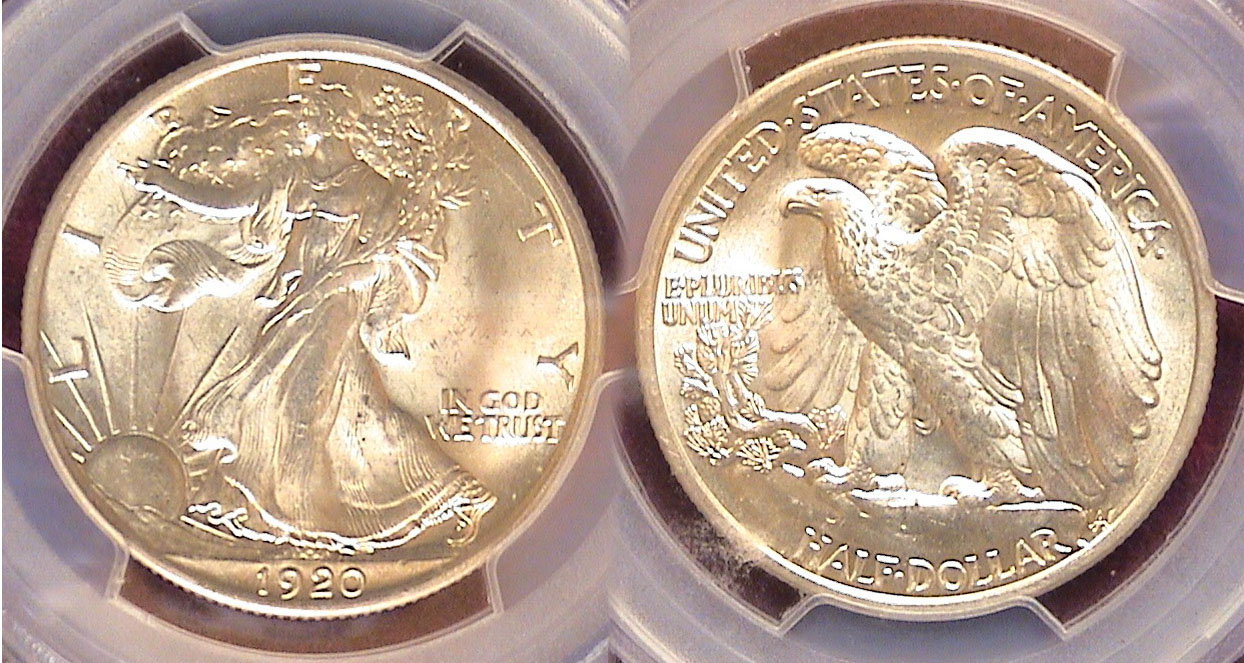 LIBERTY
IN GOD
WE TRUST
1920
UNITED·STATES·OF·AMERICA·
E·PLURIBUS
UNUM
HALF·DOLLAR